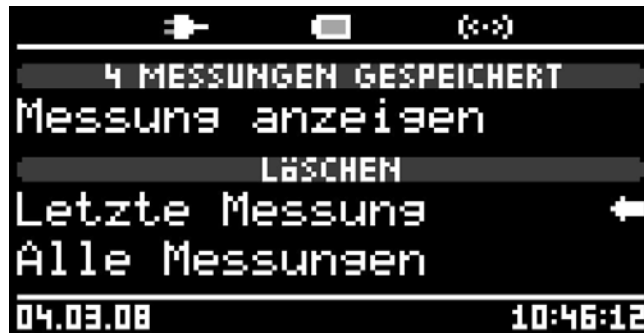 4 MESSUNGEN GESPEICHERT
Messung anzeigen
LöSCHEN
Letzte Messung
Alle Messungen
04.03.08 10:46:12